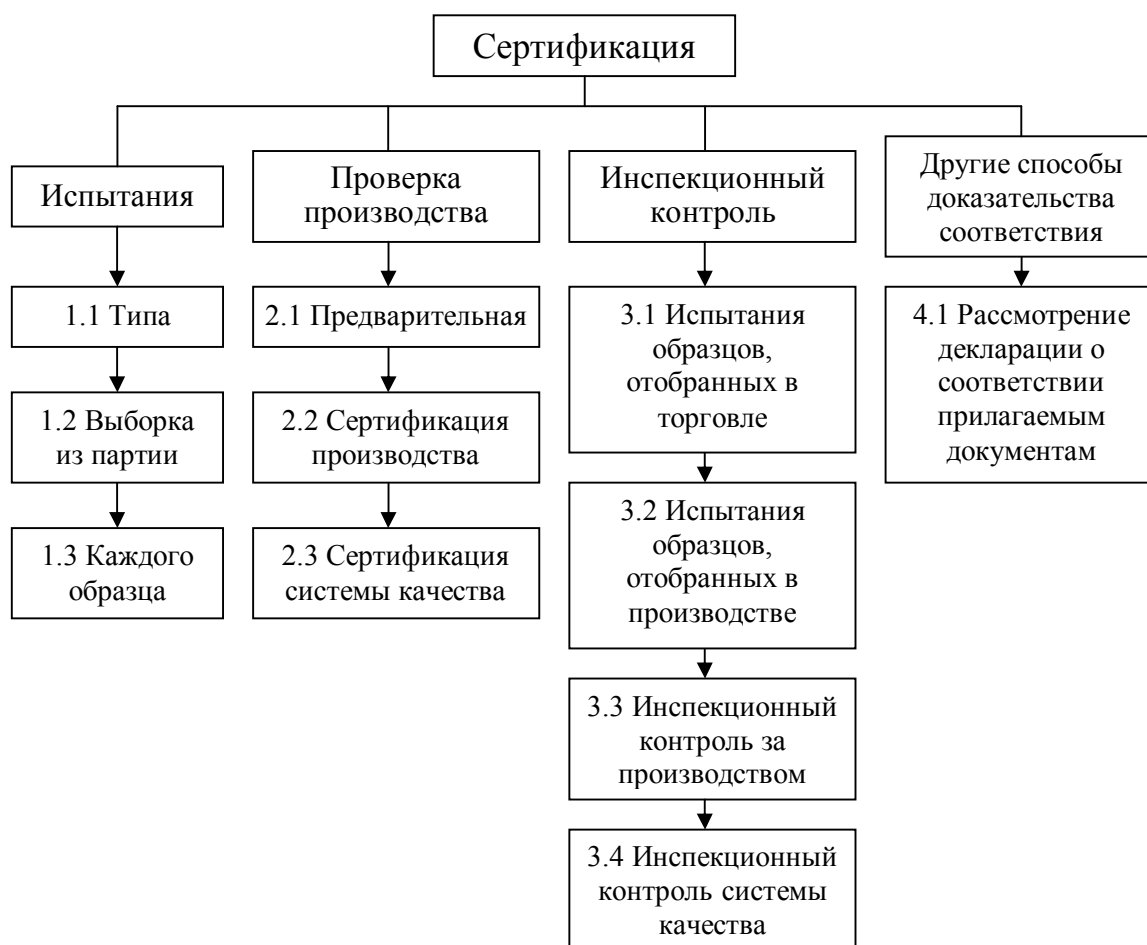 Сертификация
Испытания
Проверка
производства
Инспекционный
контроль
Другие способы
доказательства
соответствия
1.1 Типа
1.2 Выборка
из партии
1.3 Каждого
образца
2.1 Предварительная
2.2 Сертификация
производства
2.3 Сертификация
системы качества
3.1 Испытания
образцов,
отобранных в
торговле
3.2 Испытания
образцов,
отобранных в
производстве
3.3 Инспекционный
контроль за
производством
3.4 Инспекционный
контроль системы
качества
4.1 Рассмотрение
декларации о
соответствии
прилагаемым
документам